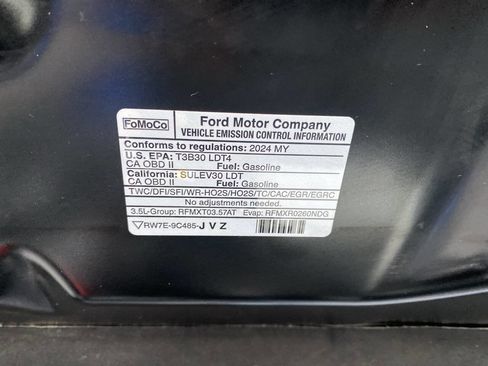 FoMoCo
Ford Motor Company
VEHICLE EMISSION CONTROL INFORMATION
Conforms to regulations: 2024 MY
U.S. EPA: T3B30 LDT4
CA OBD II Fuel: Gasoline
California: SULEV30 LDT
CA OBD II Fuel: Gasoline
TWC/DFI/SFI/WR-HO2S/HO2S/TC/CAC/EGR/EGRC
No adjustments needed.
3.5L-Group: RFMXT03.57AT Evap: RFMXR0260NDG
RW7E-9C485-JVZ